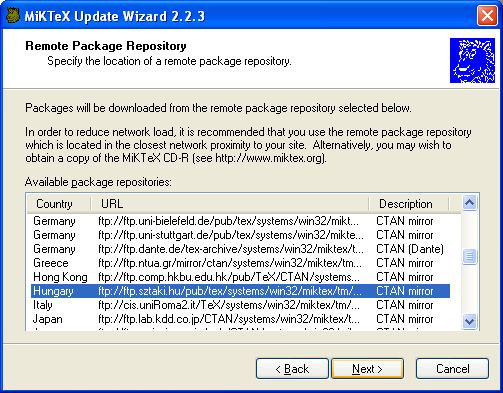 MiKTeX Update Wizard 2.2.3
Remote Package Repository
Specify the location of a remote package repository.
Packages will be downloaded from the remote package repository selected below.
In order to reduce network load, it is recommended that you use the remote package repository
which is located in the closest network proximity to your site. Alternatively, you may wish to
obtain a copy of the MiKTeX CD-R (see http://www.miktex.org).
Available package repositories:
Country URL Description
Germany ftp://ftp.uni-bielefeld.de/pub/tex/systems/win32/mikt... CTAN mirror
Germany ftp://ftp.uni-stuttgart.de/pub/tex/systems/win32/mikt... CTAN mirror
Germany ftp://ftp.dante.de/tex-archive/systems/win32/miktex/t... CTAN (Dante)
Greece ftp://ftp.ntua.gr/mirror/ctan/systems/win32/miktex/tm/... CTAN mirror
Hong Kong ftp://ftp.comp.hkbu.edu.hk/pub/TeX/CTAN/systems... CTAN mirror
Hungary ftp://ftp.sztaki.hu/pub/tex/systems/win32/miktex/tm/... CTAN mirror
Italy ftp://cis.uniRoma2.it/TeX/systems/win32/miktex/tm/... CTAN mirror
Japan ftp://ftp.lab.kdd.co.jp/CTAN/systems/win32/miktex/t... CTAN mirror
< Back Next > Cancel